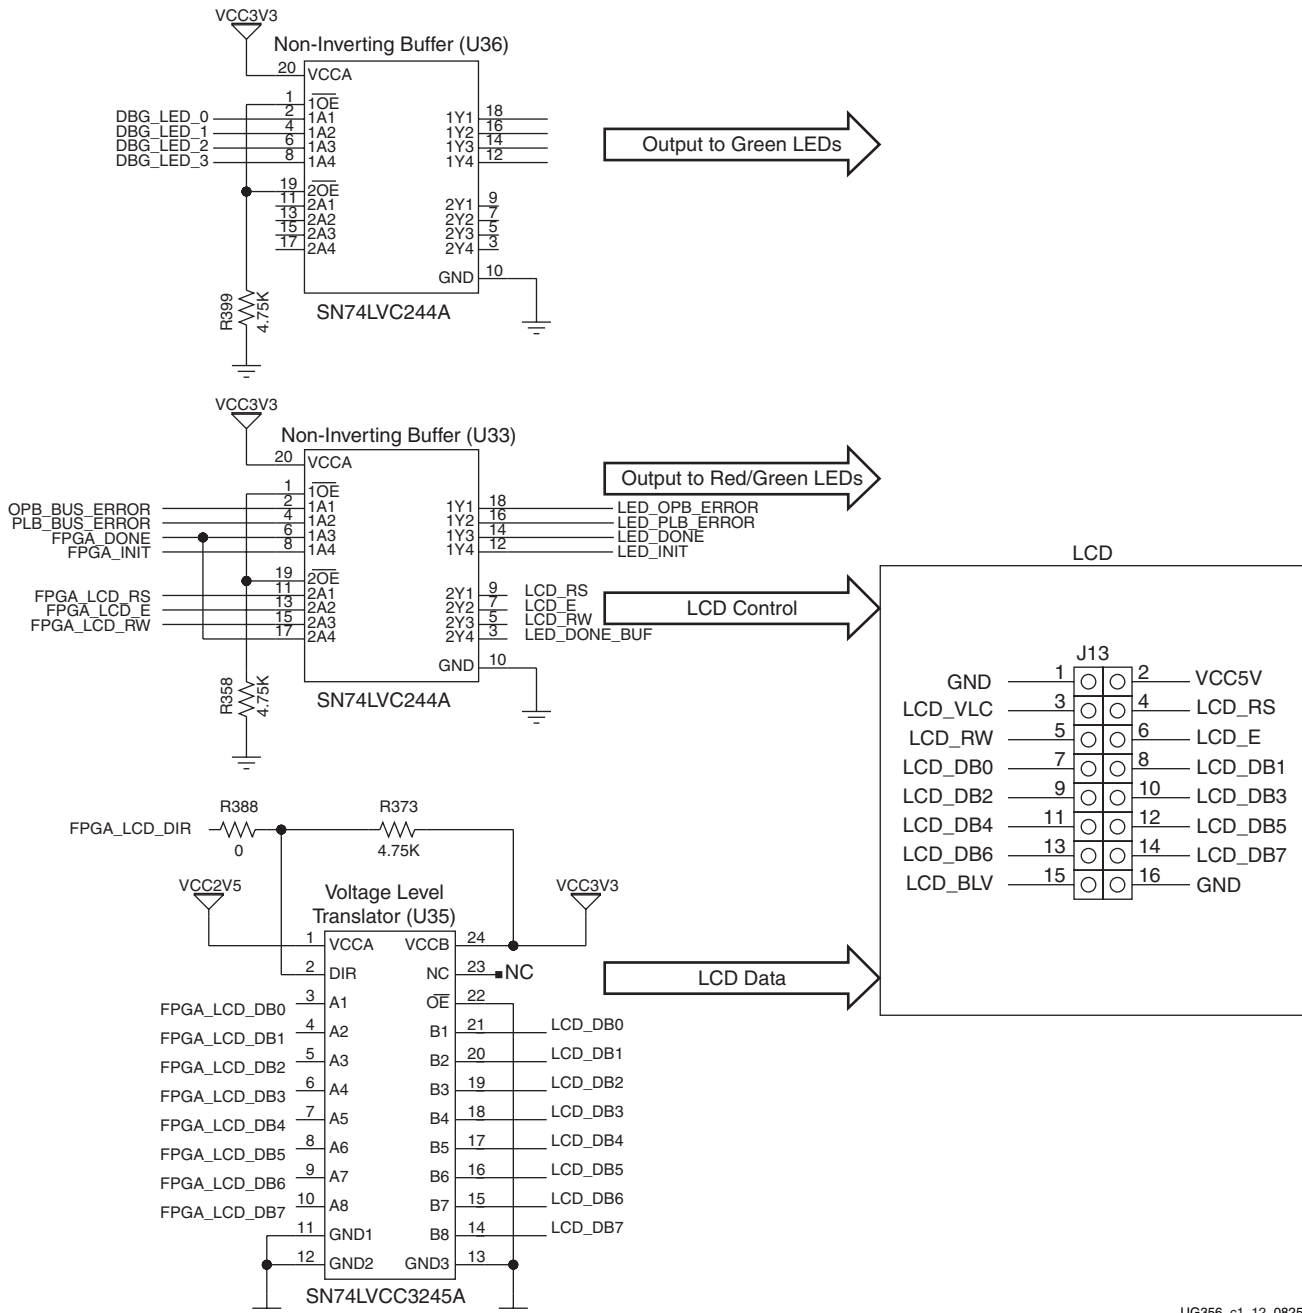 VCC3V3
Non-Inverting Buffer (U36)
20 VCCA
1 1OE
DBG_LED_0 2 1A1 1Y1 18
DBG_LED_1 4 1A2 1Y2 16
DBG_LED_2 6 1A3 1Y3 14
DBG_LED_3 8 1A4 1Y4 12
Output to Green LEDs
19 2OE
11 2A1 2Y1 9
13 2A2 2Y2 7
15 2A3 2Y3 5
17 2A4 2Y4 3
GND 10
R399
4.75K
SN74LVC244A
VCC3V3
Non-Inverting Buffer (U33)
20 VCCA
Output to Red/Green LEDs
1 1OE
OPB_BUS_ERROR 2 1A1 1Y1 18 LED_OPB_ERROR
PLB_BUS_ERROR 4 1A2 1Y2 16 LED_PLB_ERROR
FPGA_DONE 6 1A3 1Y3 14 LED_DONE
FPGA_INIT 8 1A4 1Y4 12 LED_INIT
19 2OE
FPGA_LCD_RS 11 2A1 2Y1 9 LCD_RS
FPGA_LCD_E 13 2A2 2Y2 7 LCD_E
FPGA_LCD_RW 15 2A3 2Y3 5 LCD_RW
17 2A4 2Y4 3 LED_DONE_BUF
LCD Control
GND 10
R358
4.75K
SN74LVC244A
LCD
J13
GND 1 2 VCC5V
LCD_VLC 3 4 LCD_RS
LCD_RW 5 6 LCD_E
LCD_DB0 7 8 LCD_DB1
LCD_DB2 9 10 LCD_DB3
LCD_DB4 11 12 LCD_DB5
LCD_DB6 13 14 LCD_DB7
LCD_BLV 15 16 GND
R388 R373
FPGA_LCD_DIR
0 4.75K
VCC2V5 VCC3V3
Voltage Level
Translator (U35)
1 VCCA VCCB 24
2 DIR NC 23 NC
FPGA_LCD_DB0 3 A1 OE 22
FPGA_LCD_DB1 4 A2 B1 21 LCD_DB0
FPGA_LCD_DB2 5 A3 B2 20 LCD_DB1
FPGA_LCD_DB3 6 A4 B3 19 LCD_DB2
FPGA_LCD_DB4 7 A5 B4 18 LCD_DB3
FPGA_LCD_DB5 8 A6 B5 17 LCD_DB4
FPGA_LCD_DB6 9 A7 B6 16 LCD_DB5
FPGA_LCD_DB7 10 A8 B7 15 LCD_DB6
11 GND1 B8 14 LCD_DB7
12 GND2 GND3 13
SN74LVCC3245A
LCD Data
UG356_c1_12_0825